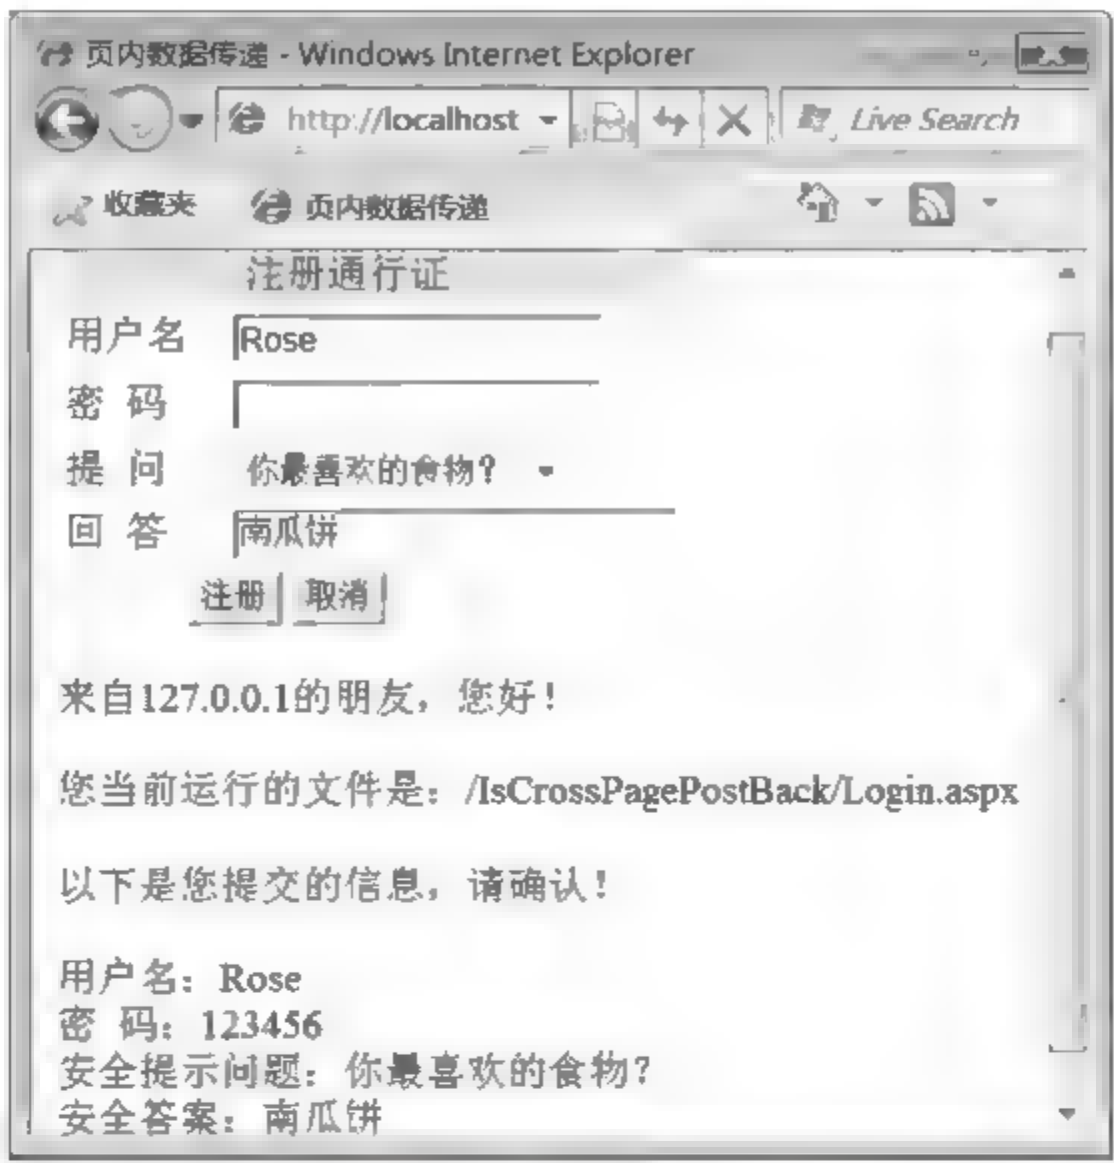 页内数据传递 - Windows Internet Explorer
http://localhost
Live Search
收藏夹
页内数据传递
注册通行证
用户名 Rose
密 码
提 问 你最喜欢的食物?
回 答 南瓜饼
注册 取消
来自127.0.0.1的朋友，您好！
您当前运行的文件是：/IsCrossPagePostBack/Login.aspx
以下是您提交的信息，请确认！
用户名：Rose
密 码：123456
安全提示问题：你最喜欢的食物？
安全答案：南瓜饼